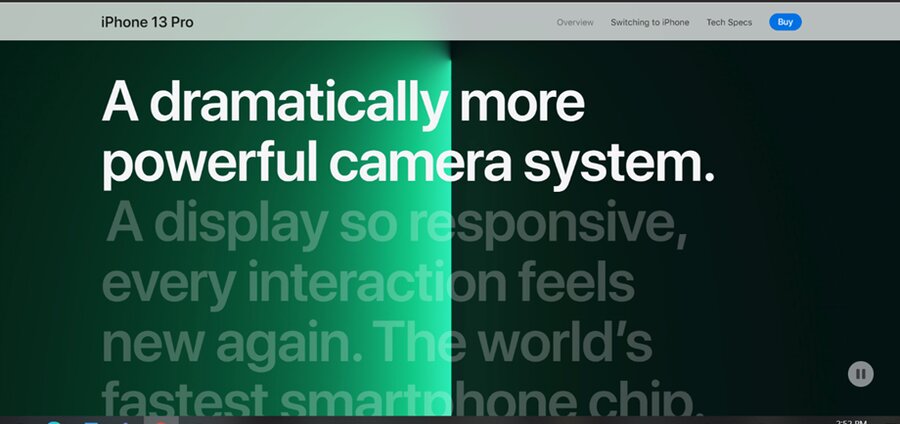 iPhone 13 Pro
Overview Switching to iPhone Tech Specs Buy
A dramatically more
powerful camera system.
A display so responsive,
every interaction feels
new again. The world’s
fastest smartphone chip.
2:52 PM